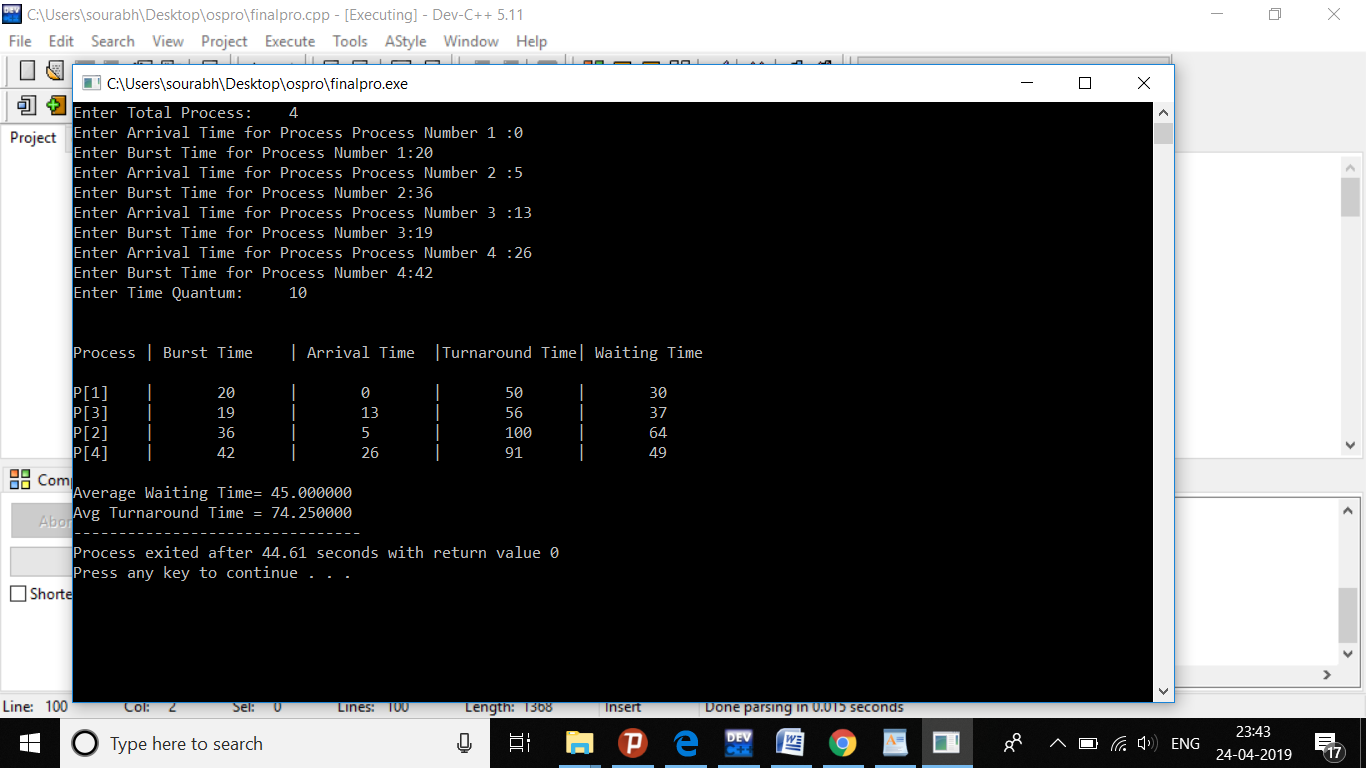 C:\Users\sourabh\Desktop\ospro\finalpro.cpp - [Executing] - Dev-C++ 5.11
File Edit Search View Project Execute Tools AStyle Window Help
C:\Users\sourabh\Desktop\ospro\finalpro.exe
Project
Enter Total Process: 4
Enter Arrival Time for Process Process Number 1 :0
Enter Burst Time for Process Number 1:20
Enter Arrival Time for Process Process Number 2 :5
Enter Burst Time for Process Number 2:36
Enter Arrival Time for Process Process Number 3 :13
Enter Burst Time for Process Number 3:19
Enter Arrival Time for Process Process Number 4 :26
Enter Burst Time for Process Number 4:42
Enter Time Quantum: 10
Process | Burst Time | Arrival Time |Turnaround Time| Waiting Time
P[1] | 20 | 0 | 50 | 30
P[3] | 19 | 13 | 56 | 37
P[2] | 36 | 5 | 100 | 64
P[4] | 42 | 26 | 91 | 49
Average Waiting Time= 45.000000
Avg Turnaround Time = 74.250000
--------------------------------
Process exited after 44.61 seconds with return value 0
Press any key to continue . . .
Com
Abor
Shorte
Line: 100 Col: 2 Sel: 0 Lines: 100 Length: 1368 Insert Done parsing in 0.015 seconds
Type here to search
DEV
ENG
23:43
24-04-2019
17